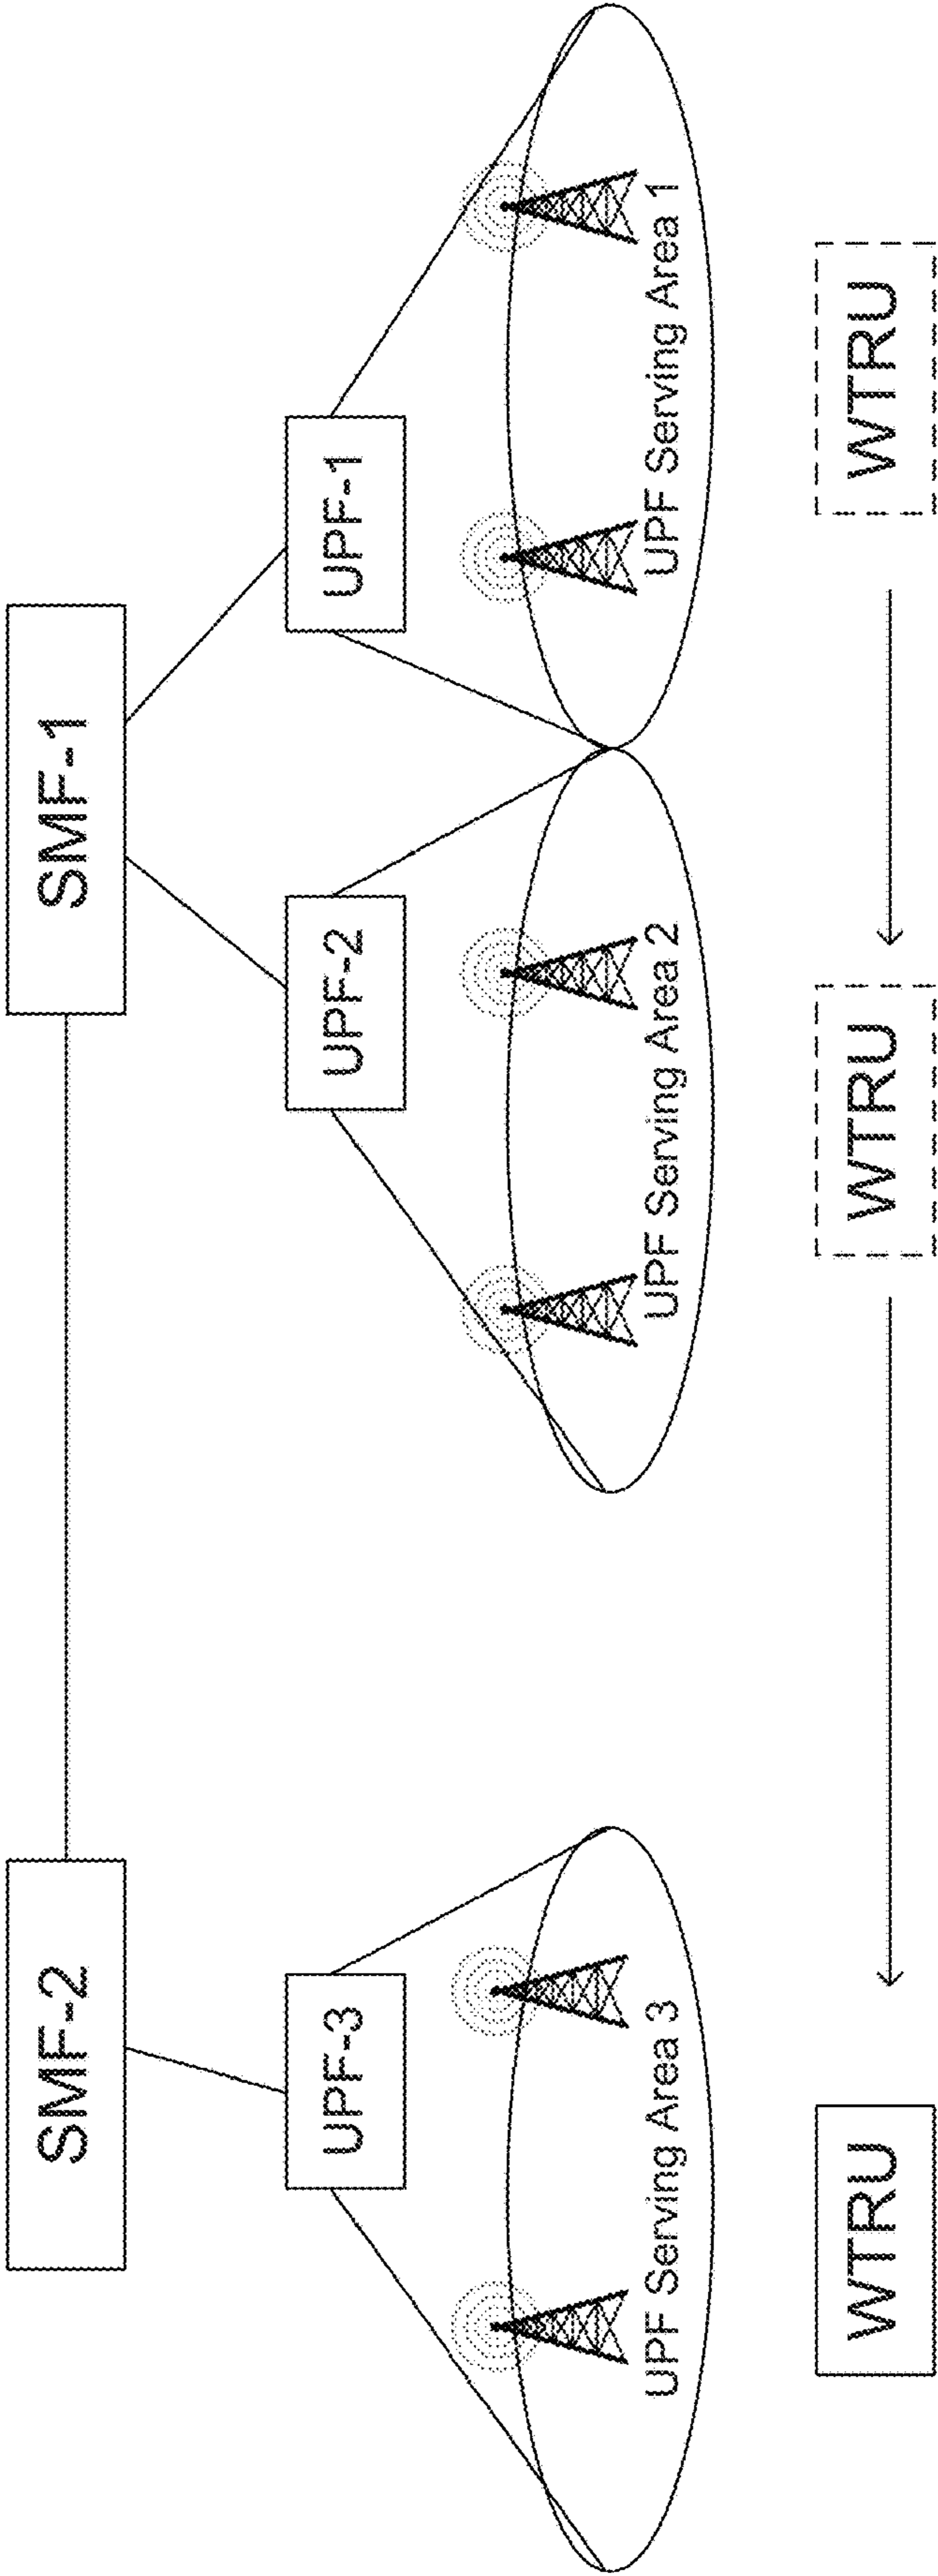 SMF-2
SMF-1
UPF-3
UPF-2
UPF-1
UPF Serving Area 3
UPF Serving Area 2
UPF Serving Area 1
WTRU
WTRU
WTRU